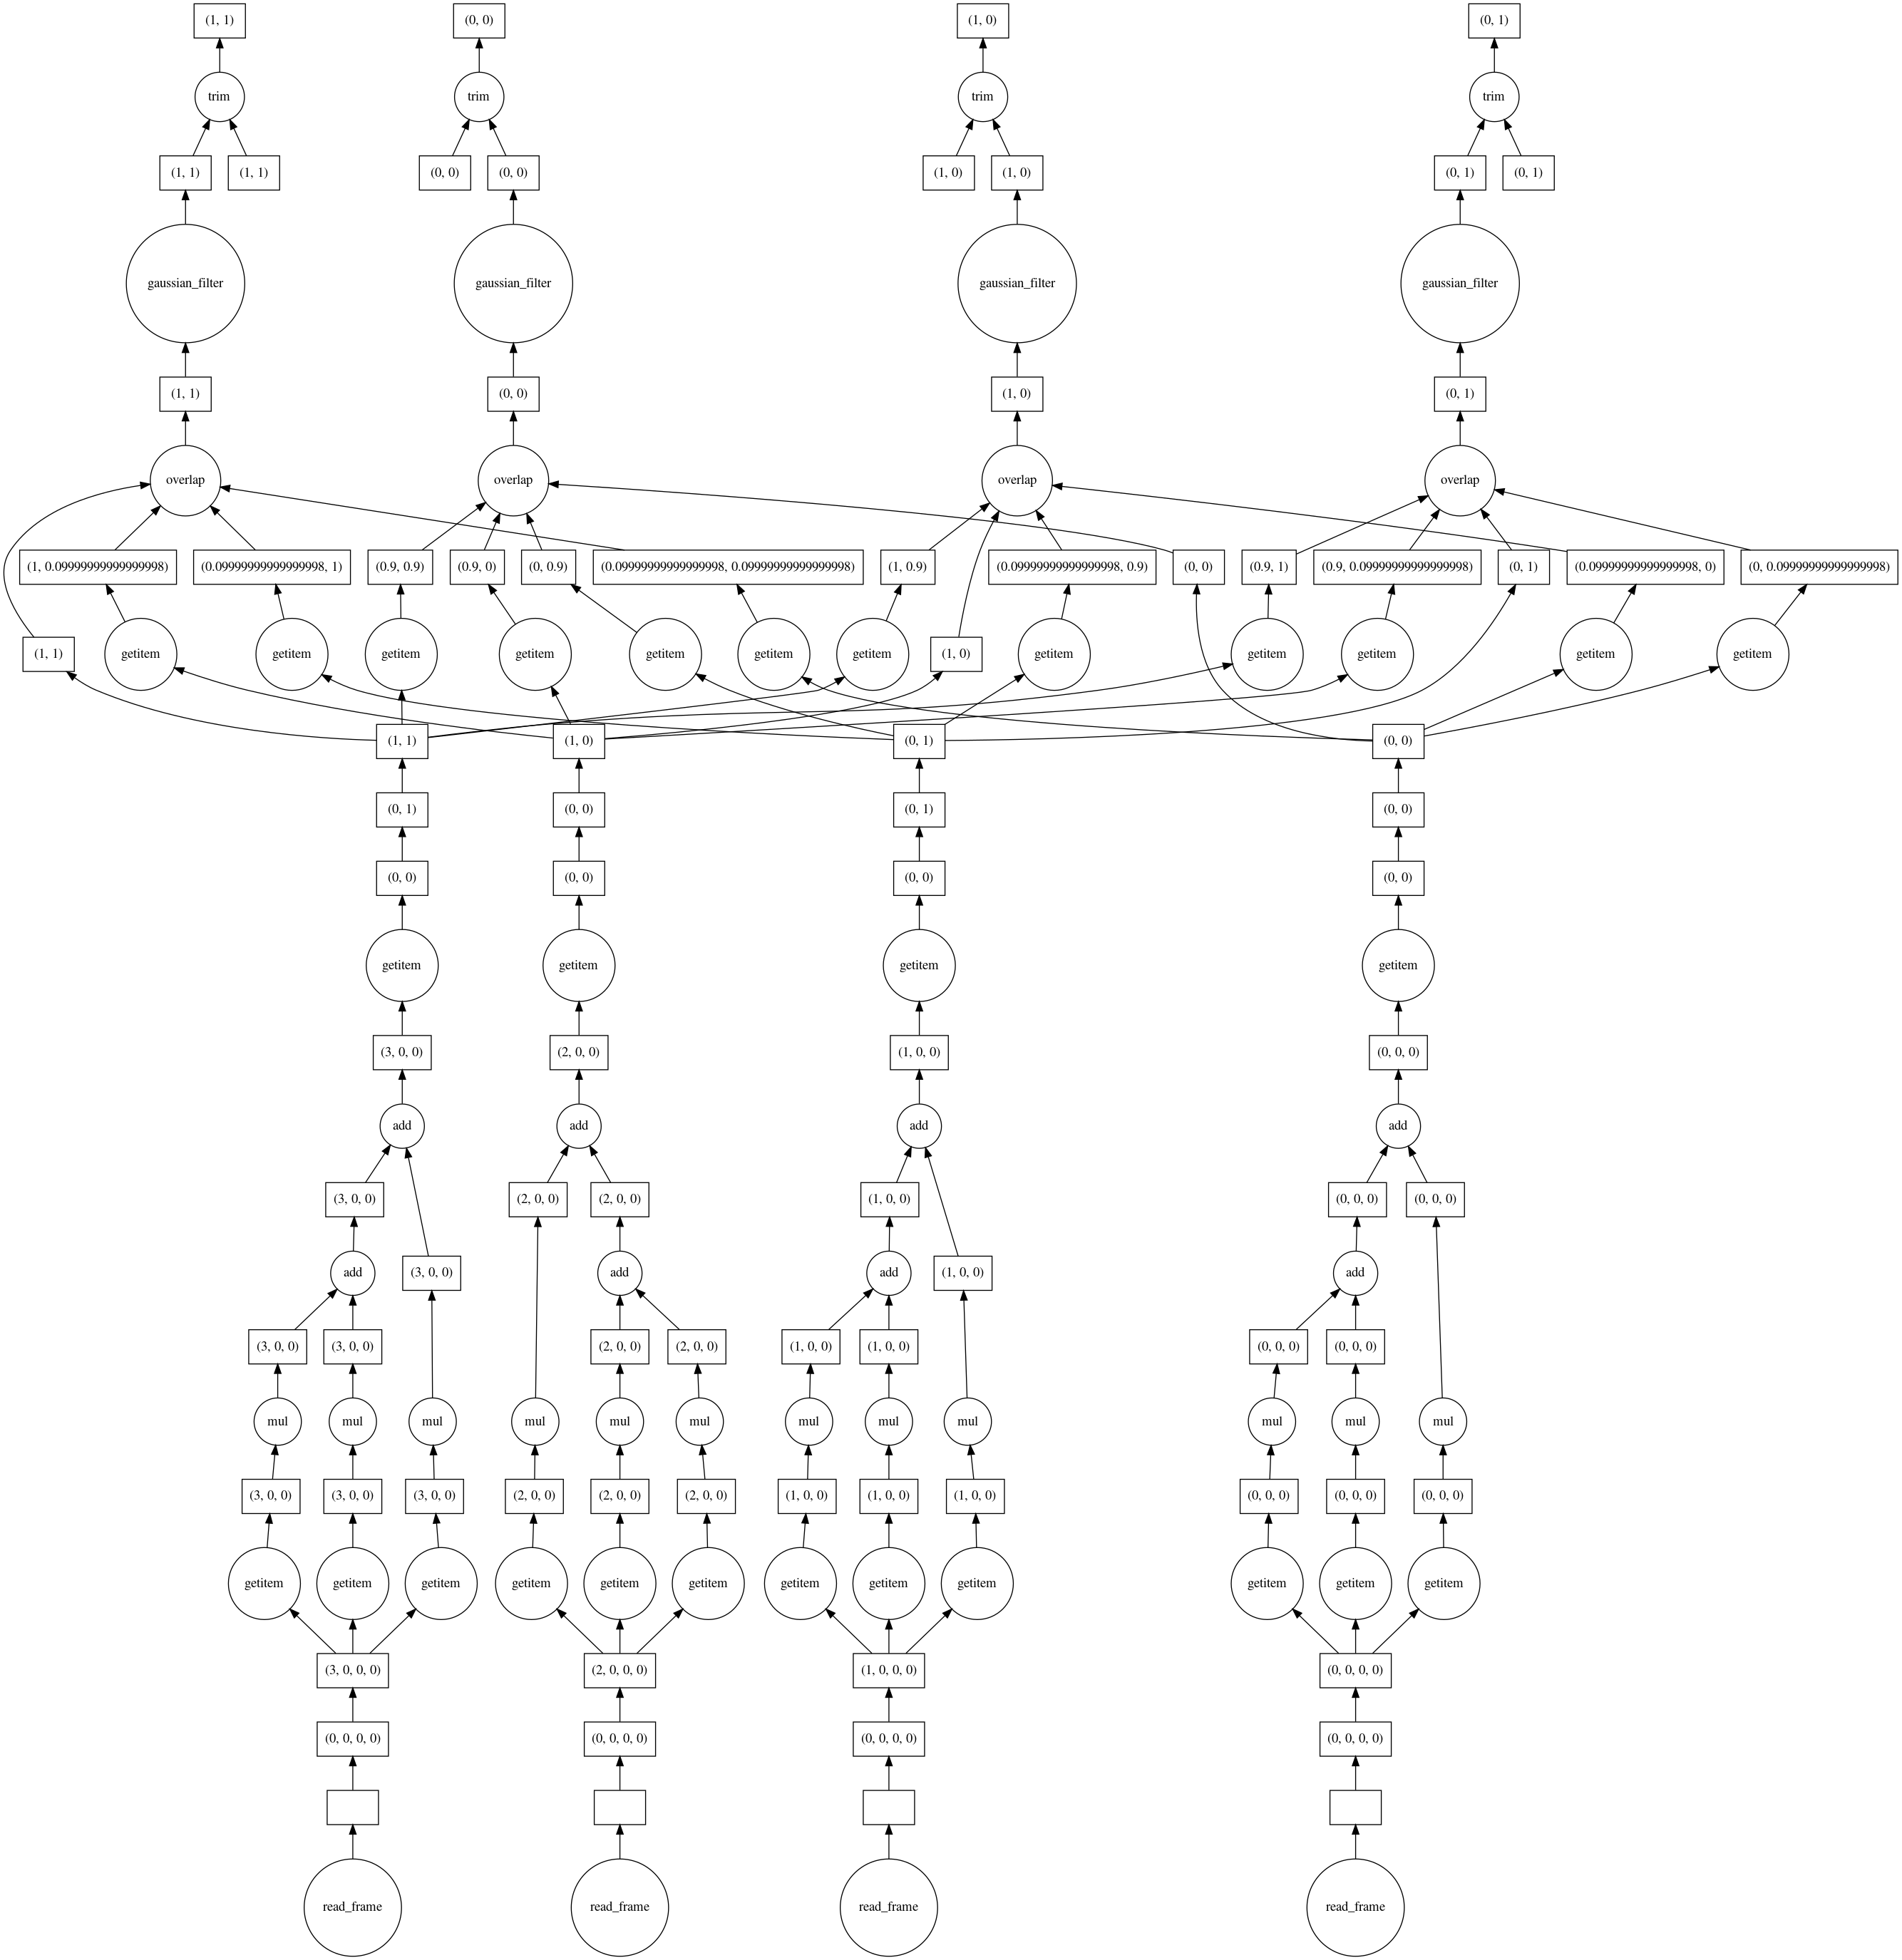 (1, 1)
(0, 0)
(1, 0)
(0, 1)
trim
trim
trim
trim
(1, 1)
(1, 1)
(0, 0)
(0, 0)
(1, 0)
(1, 0)
(0, 1)
(0, 1)
gaussian_filter
gaussian_filter
gaussian_filter
gaussian_filter
(1, 1)
(0, 0)
(1, 0)
(0, 1)
overlap
overlap
overlap
overlap
(1, 0.09999999999999998)
(0.09999999999999998, 1)
(0.9, 0.9)
(0.9, 0)
(0, 0.9)
(0.09999999999999998, 0.09999999999999998)
(1, 0.9)
(0.09999999999999998, 0.9)
(0, 0)
(0.9, 1)
(0.9, 0.09999999999999998)
(0, 1)
(0.09999999999999998, 0)
(0, 0.09999999999999998)
(1, 1)
getitem
getitem
getitem
getitem
getitem
getitem
getitem
(1, 0)
getitem
getitem
getitem
getitem
getitem
(1, 1)
(1, 0)
(0, 1)
(0, 0)
(0, 1)
(0, 0)
(0, 1)
(0, 0)
(0, 0)
(0, 0)
(0, 0)
(0, 0)
getitem
getitem
getitem
getitem
(3, 0, 0)
(2, 0, 0)
(1, 0, 0)
(0, 0, 0)
add
add
add
add
(3, 0, 0)
(2, 0, 0)
(2, 0, 0)
(1, 0, 0)
(0, 0, 0)
(0, 0, 0)
add
(3, 0, 0)
add
add
(1, 0, 0)
add
(3, 0, 0)
(3, 0, 0)
(2, 0, 0)
(2, 0, 0)
(1, 0, 0)
(1, 0, 0)
(0, 0, 0)
(0, 0, 0)
mul
mul
mul
mul
mul
mul
mul
mul
mul
mul
mul
mul
(3, 0, 0)
(3, 0, 0)
(3, 0, 0)
(2, 0, 0)
(2, 0, 0)
(2, 0, 0)
(1, 0, 0)
(1, 0, 0)
(1, 0, 0)
(0, 0, 0)
(0, 0, 0)
(0, 0, 0)
getitem
getitem
getitem
getitem
getitem
getitem
getitem
getitem
getitem
getitem
getitem
getitem
(3, 0, 0, 0)
(2, 0, 0, 0)
(1, 0, 0, 0)
(0, 0, 0, 0)
(0, 0, 0, 0)
(0, 0, 0, 0)
(0, 0, 0, 0)
(0, 0, 0, 0)
read_frame
read_frame
read_frame
read_frame